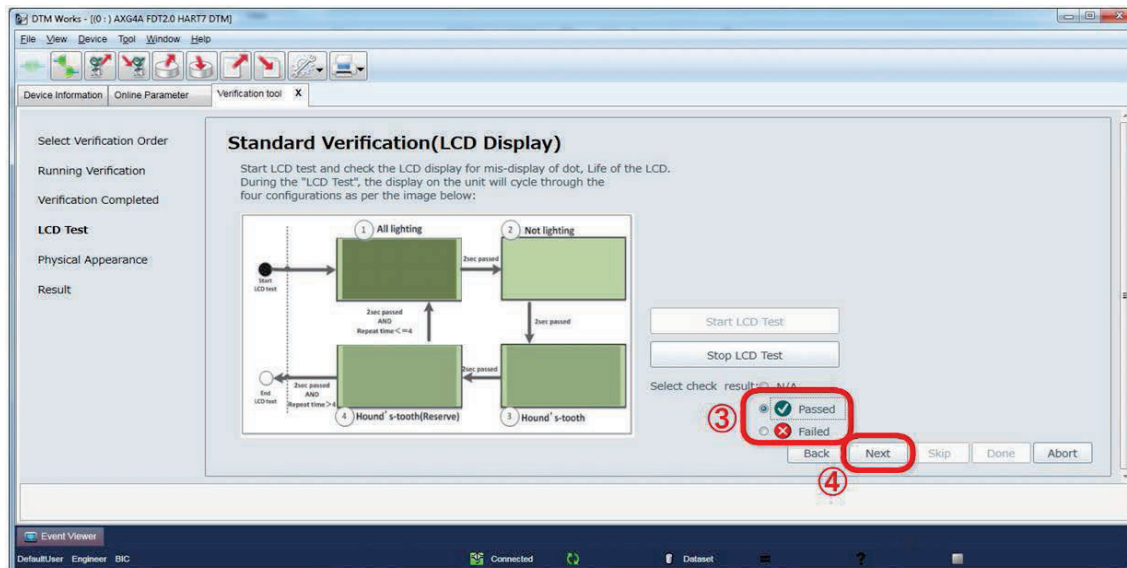 DTM Works - [(0 : ) AXG4A FDT2.0 HART7 DTM]
File View Device Tool Window Help
Device Information Online Parameter Verification tool X
Select Verification Order
Running Verification
Verification Completed
LCD Test
Physical Appearance
Result
Standard Verification(LCD Display)
Start LCD test and check the LCD display for mis-display of dot, Life of the LCD.
During the "LCD Test", the display on the unit will cycle through the
four configurations as per the image below:
1 All lighting
2 Not lighting
Start
LCD test
2sec passed
2sec passed
AND
Repeat time<=4
2sec passed
2sec passed
End
LCD test
2sec passed
AND
Repeat time>4
4 Hound's-tooth(Reserve)
3 Hound's-tooth
Start LCD Test
Stop LCD Test
Select check result: N/A
③ Passed
Failed
Back Next Skip Done Abort
④
Event Viewer
DefaultUser Engineer BIC Connected Dataset = ?